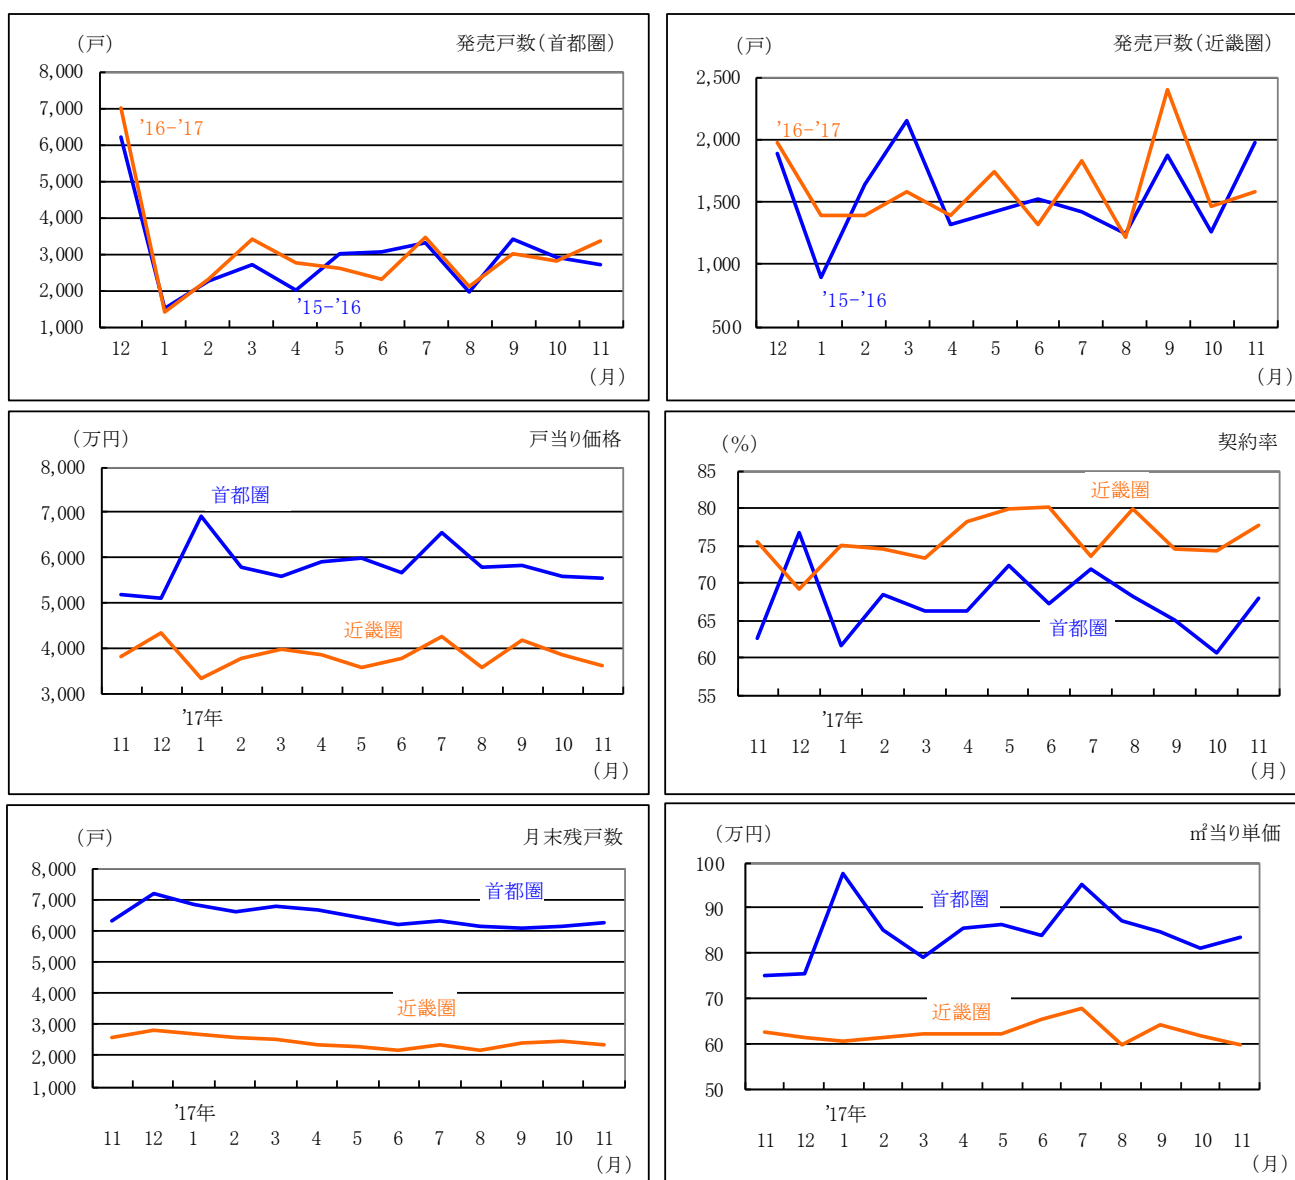 (戸) 発売戸数(首都圏)
8,000
7,000
'16-'17
6,000
5,000
4,000
3,000
2,000
'15-'16
1,000
12 1 2 3 4 5 6 7 8 9 10 11
(月)
(戸) 発売戸数(近畿圏)
2,500
2,000
'16-'17
1,500
1,000
'15-'16
500
12 1 2 3 4 5 6 7 8 9 10 11
(月)
(万円) 戸当り価格
8,000
首都圏
7,000
6,000
5,000
近畿圏
4,000
3,000
'17年
11 12 1 2 3 4 5 6 7 8 9 10 11
(月)
(%) 契約率
85
近畿圏
80
75
70
65
首都圏
60
55
'17年
11 12 1 2 3 4 5 6 7 8 9 10 11
(月)
(戸) 月末残戸数
8,000
首都圏
7,000
6,000
5,000
4,000
近畿圏
3,000
2,000
1,000
'17年
11 12 1 2 3 4 5 6 7 8 9 10 11
(月)
(万円) ㎡当り単価
100
首都圏
90
80
70
近畿圏
60
50
'17年
11 12 1 2 3 4 5 6 7 8 9 10 11
(月)